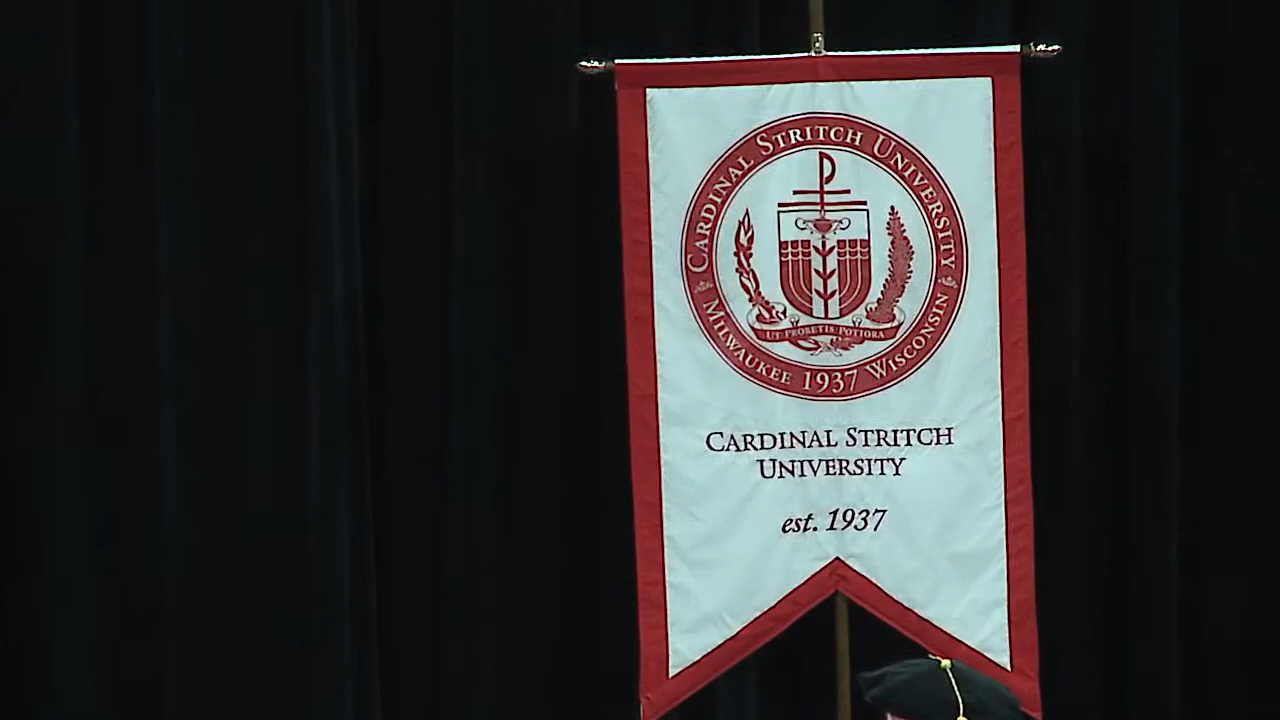 CARDINAL STRITCH UNIVERSITY
UT PROBETIS POTIORA
MILWAUKEE 1937 WISCONSIN
CARDINAL STRITCH
UNIVERSITY
est. 1937